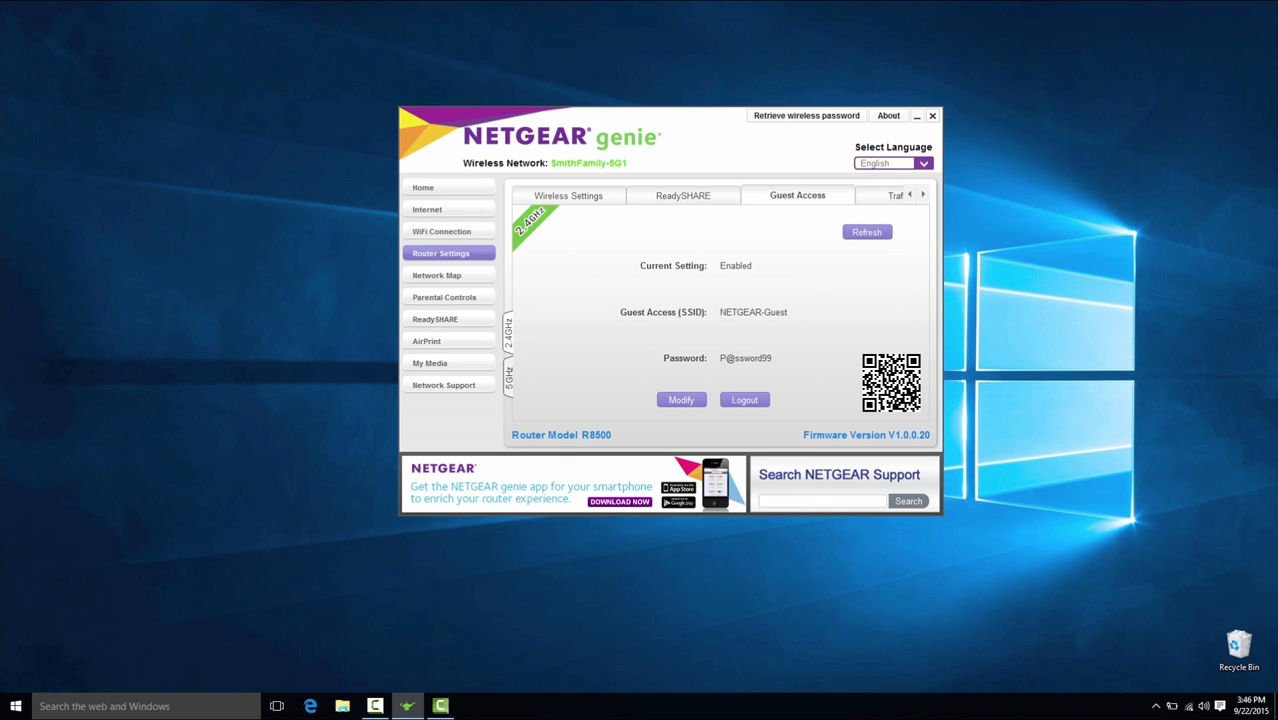 Retrieve wireless password
About
NETGEAR® genie®
Wireless Network: SmithFamily-5G1
Select Language
English
Home
Internet
WiFi Connection
Router Settings
Network Map
Parental Controls
ReadySHARE
AirPrint
My Media
Network Support
Wireless Settings
ReadySHARE
Guest Access
Traf
2.4GHz
Refresh
Current Setting: Enabled
Guest Access (SSID): NETGEAR-Guest
Password: P@ssword99
2.4GHz
5GHz
Modify
Logout
Router Model R8500
Firmware Version V1.0.0.20
NETGEAR®
Get the NETGEAR genie app for your smartphone
to enrich your router experience.
DOWNLOAD NOW
App Store
Google play
Search NETGEAR Support
Search
Recycle Bin
Search the web and Windows
3:46 PM
9/22/2015